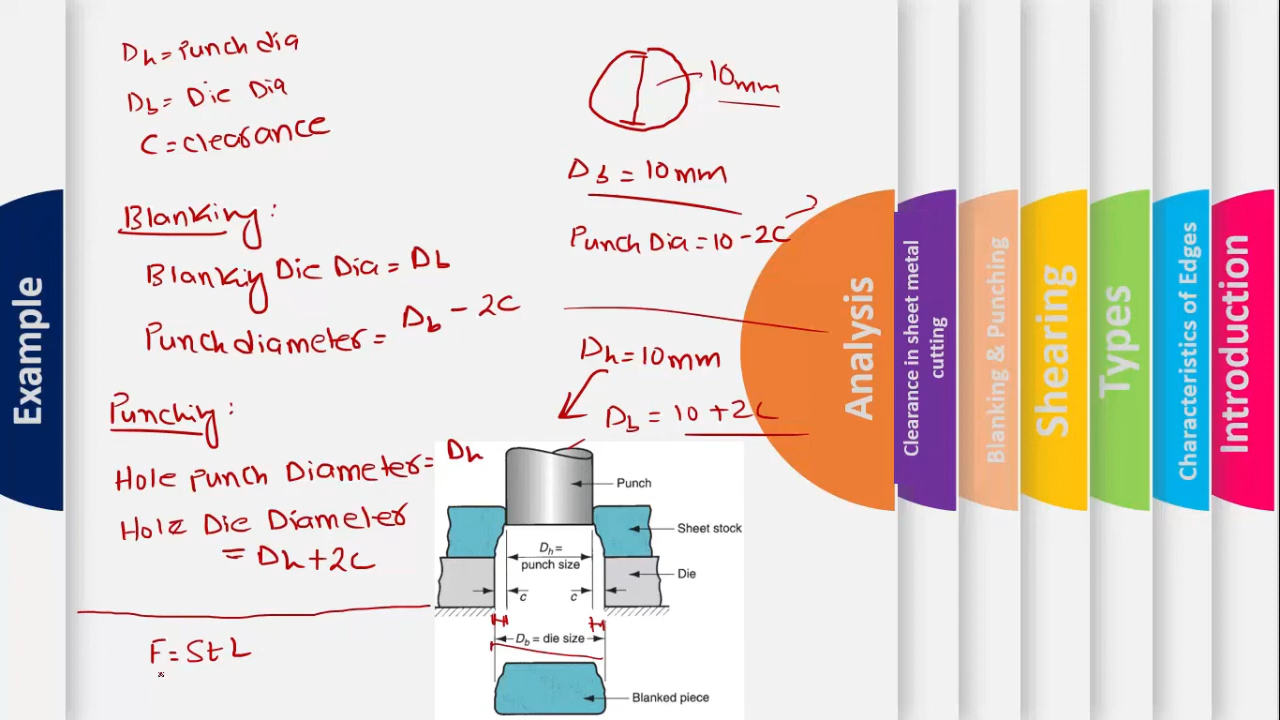 Dh = Punch dia
Db = Die Dia
C = Clearance
Blanking :
Blankiy Die Dia = Db
Punch diameter = Db - 2C
Punchiy :
Hole Punch Diameter = Dh
Hole Die Diameter
= Dh + 2C
F = S t L
10mm
Db = 10mm
Punch Dia = 10 - 2C
Dh = 10mm
Db = 10 + 2C
Punch
Sheet stock
Dh =
punch size
Die
c c
Db = die size
Blanked piece
Example
Analysis
Clearance in sheet metal
cutting
Blanking & Punching
Shearing
Types
Characteristics of Edges
Introduction